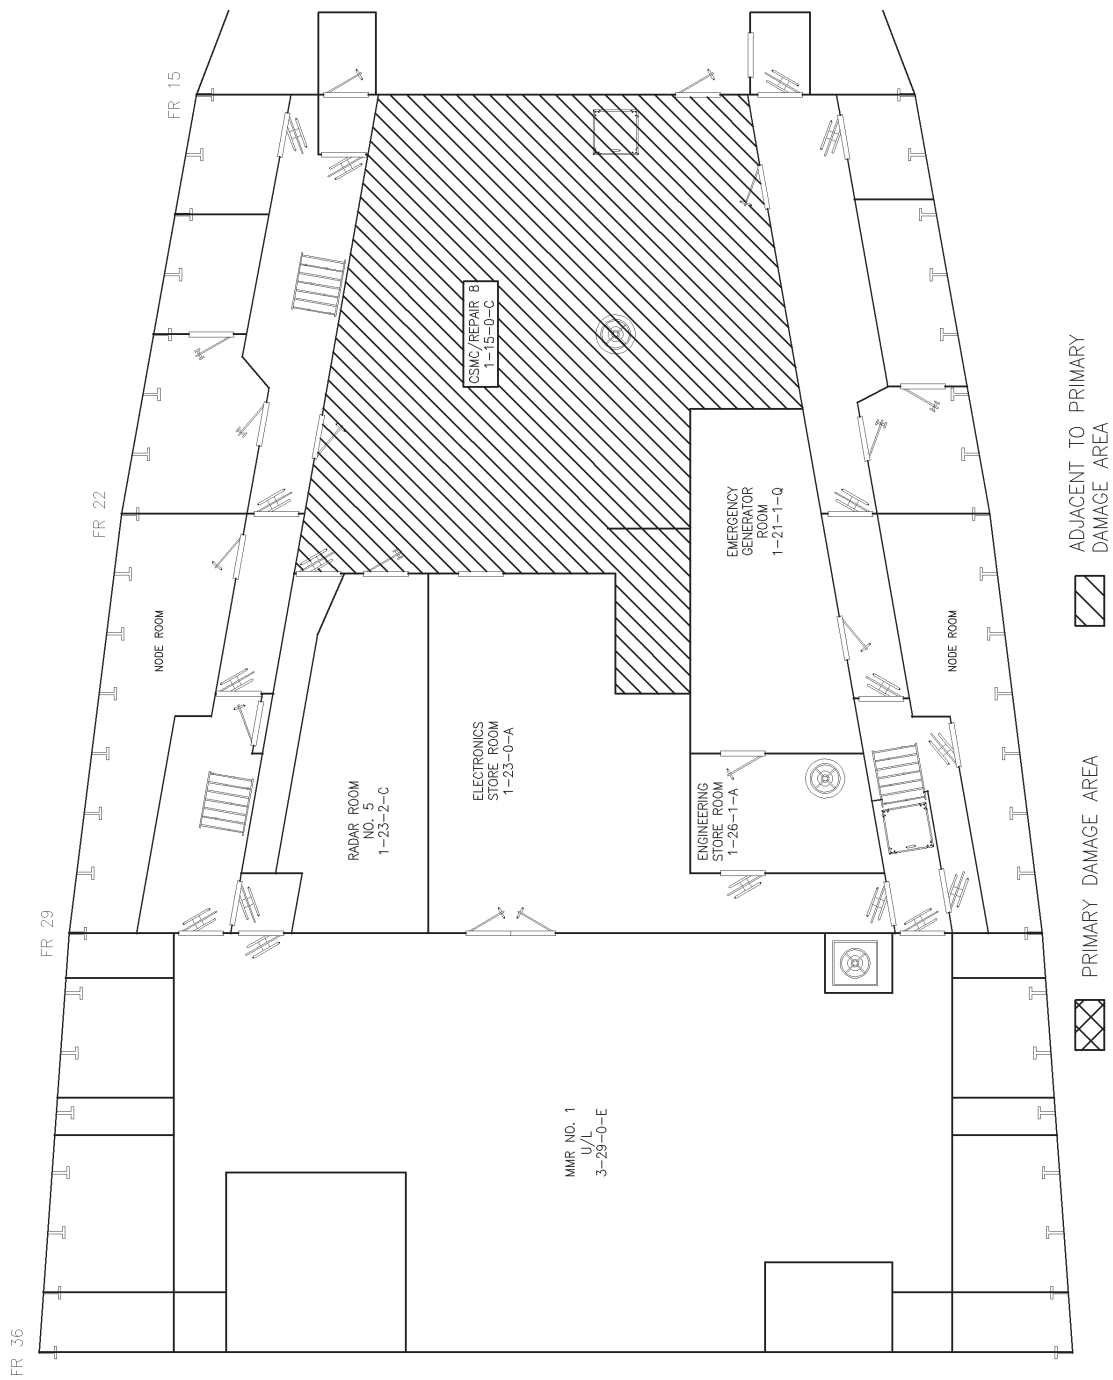 FR 15
CSMC/REPAIR 8
1-15-0-C
FR 22
EMERGENCY
GENERATOR
ROOM
1-21-1-Q
NODE ROOM
NODE ROOM
ELECTRONICS
STORE ROOM
1-23-0-A
RADAR ROOM
NO. 5
1-23-2-C
ENGINEERING
STORE ROOM
1-26-1-A
FR 29
MMR NO. 1
U/L
3-29-0-E
FR 36
PRIMARY DAMAGE AREA
ADJACENT TO PRIMARY
DAMAGE AREA